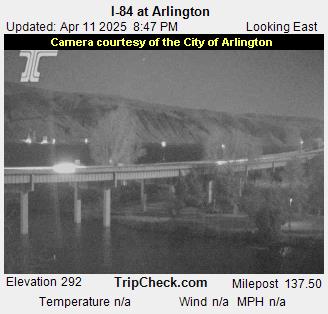 I-84 at Arlington
Updated: Apr 11 2025 8:47 PM Looking East
Camera courtesy of the City of Arlington
Elevation 292 TripCheck.com Milepost 137.50
Temperature n/a Wind n/a MPH n/a